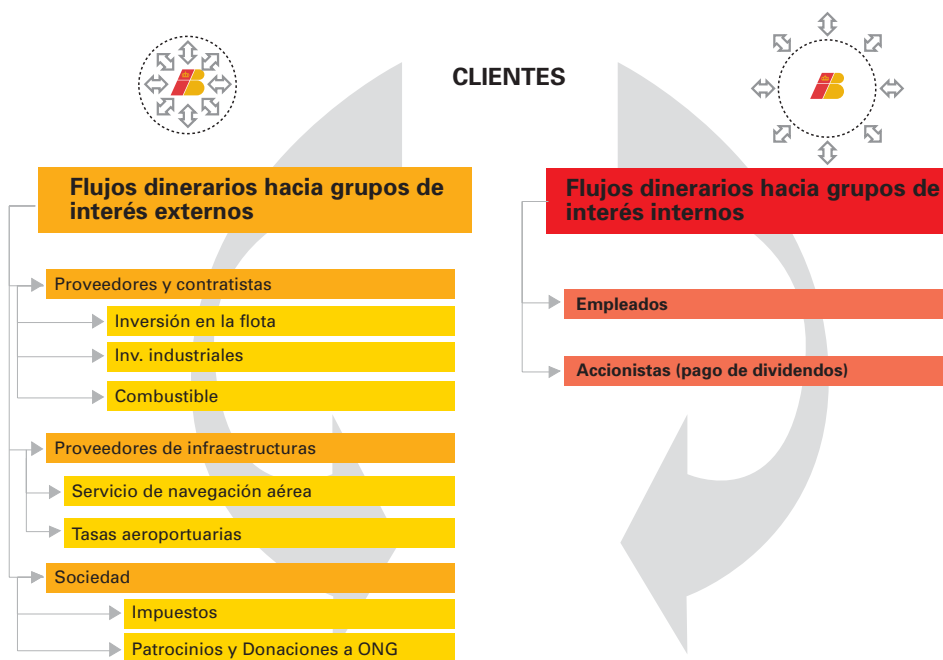 CLIENTES
Flujos dinerarios hacia grupos de
interés externos
Proveedores y contratistas
Inversión en la flota
Inv. industriales
Combustible
Proveedores de infraestructuras
Servicio de navegación aérea
Tasas aeroportuarias
Sociedad
Impuestos
Patrocinios y Donaciones a ONG
Flujos dinerarios hacia grupos de
interés internos
Empleados
Accionistas (pago de dividendos)